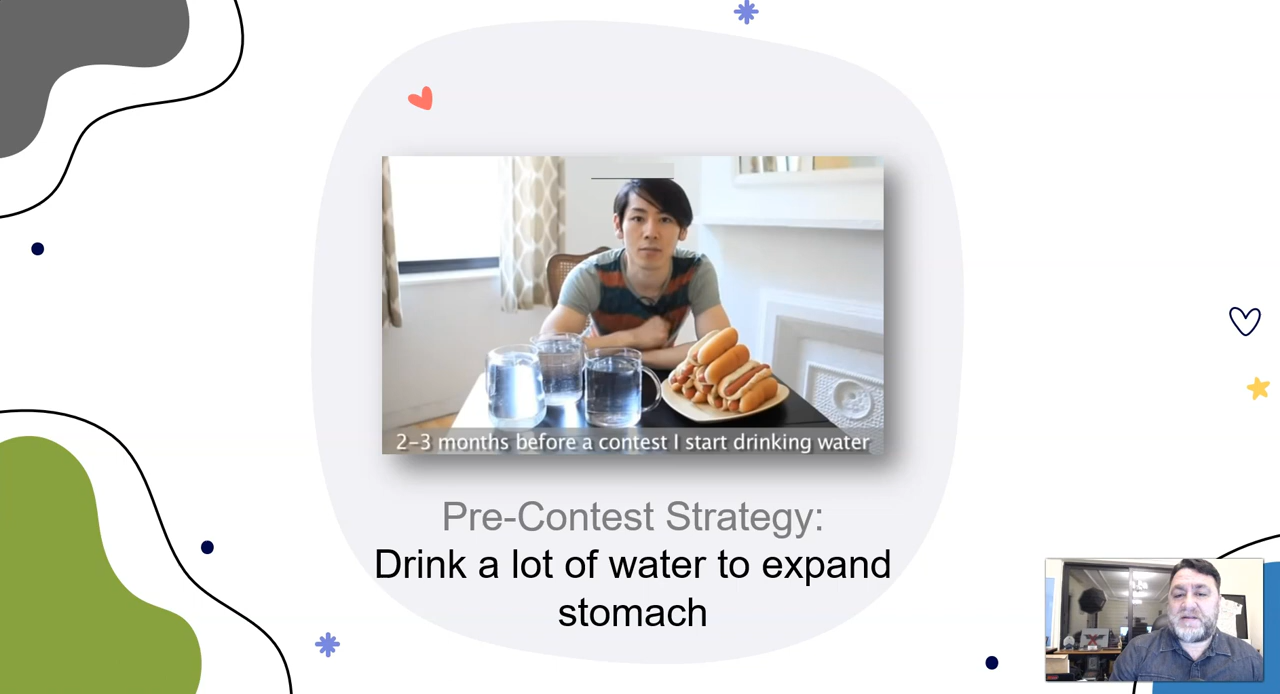 2-3 months before a contest I start drinking water
Pre-Contest Strategy:
Drink a lot of water to expand
stomach